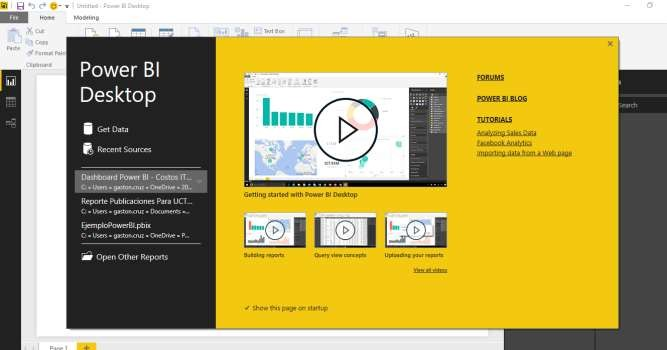 Untitled - Power BI Desktop
File Home Modeling
Paste
Cut
Copy
Format Painter
Clipboard
Text Box
Power BI
Desktop
Get Data
Recent Sources
Dashboard Power BI - Costos IT...
C: » Users » gaston.cruz » OneDrive » 20...
Reporte Publicaciones Para UCT...
C: » Users » gaston.cruz » Documents »...
EjemploPowerBI.pbix
C: » Users » gaston.cruz » OneDrive » P...
Open Other Reports
Getting started with Power BI Desktop
Building reports
Query view concepts
Uploading your reports
View all videos
Show this page on startup
FORUMS
POWER BI BLOG
TUTORIALS
Analyzing Sales Data
Facebook Analytics
Importing data from a Web page
Search
Page 1